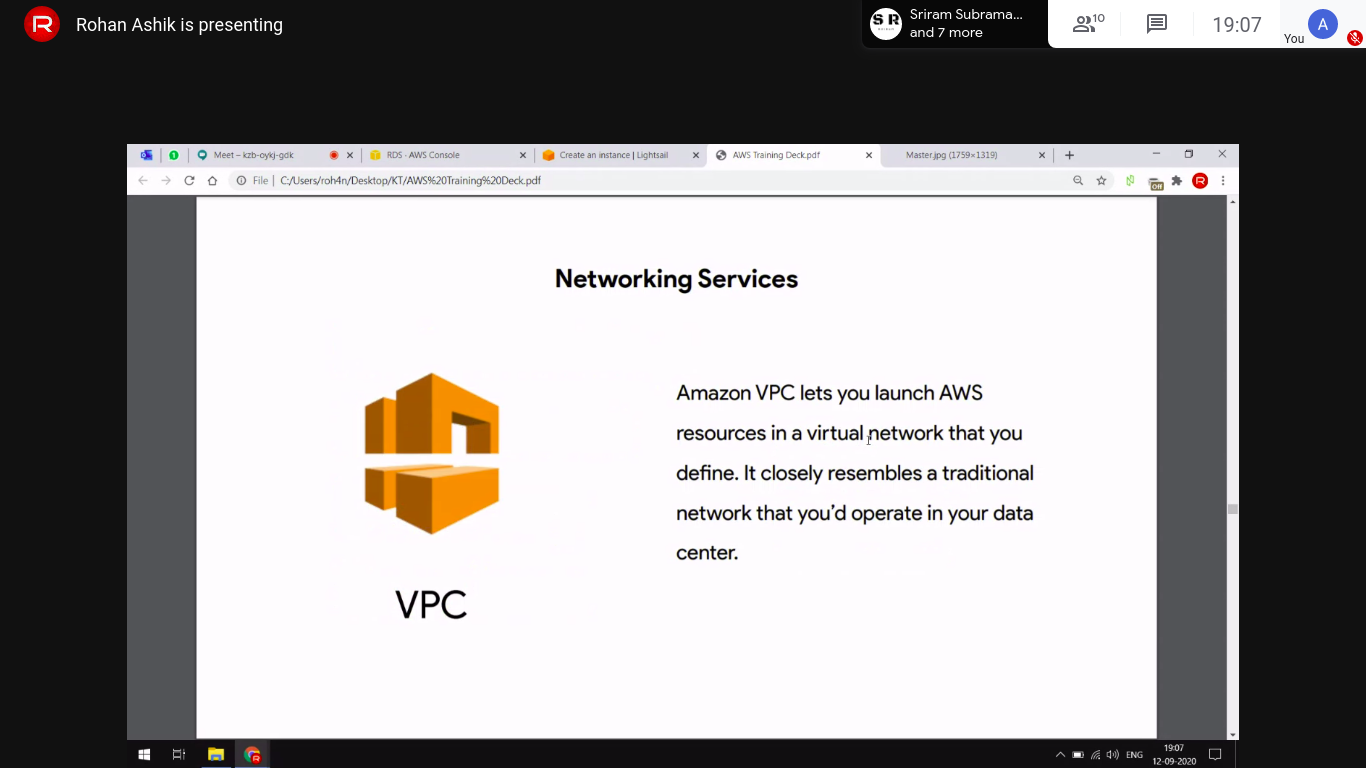 R
Rohan Ashik is presenting
S R
Sriram Subrama...
and 7 more
10
19:07
You
A
Meet – kzb-oykj-gdk
RDS · AWS Console
Create an instance | Lightsail
AWS Training Deck.pdf
Master.jpg (1759×1319)
File | C:/Users/roh4n/Desktop/KT/AWS%20Training%20Deck.pdf
Off
R
Networking Services
Amazon VPC lets you launch AWS
resources in a virtual network that you
define. It closely resembles a traditional
network that you’d operate in your data
center.
VPC
ENG
19:07
12-09-2020